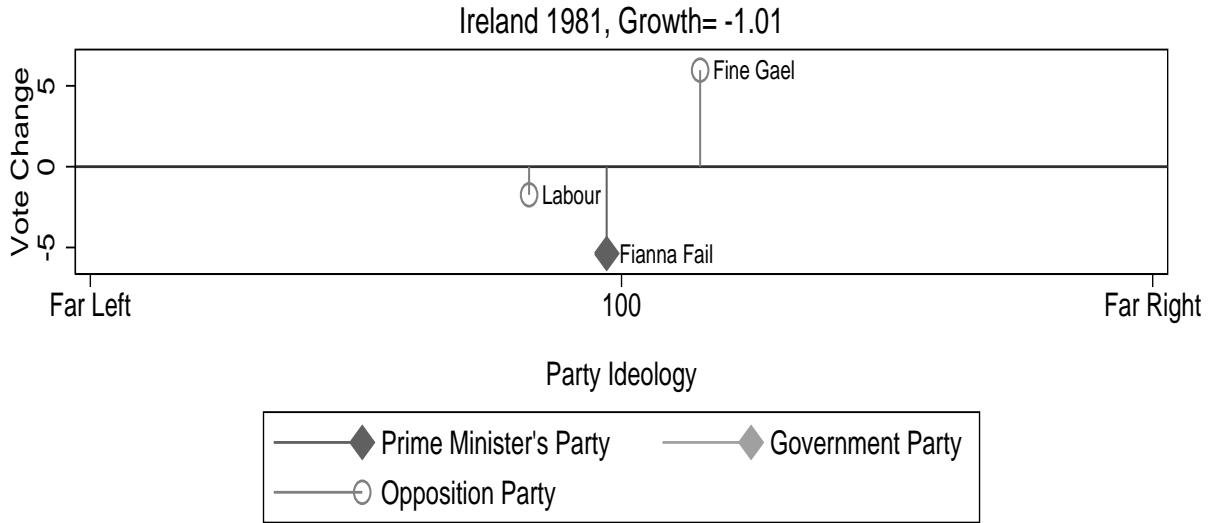 Ireland 1981, Growth= -1.01
Vote Change
5
0
-5
Fine Gael
Labour
Fianna Fail
Far Left
100
Far Right
Party Ideology
Prime Minister's Party
Government Party
Opposition Party